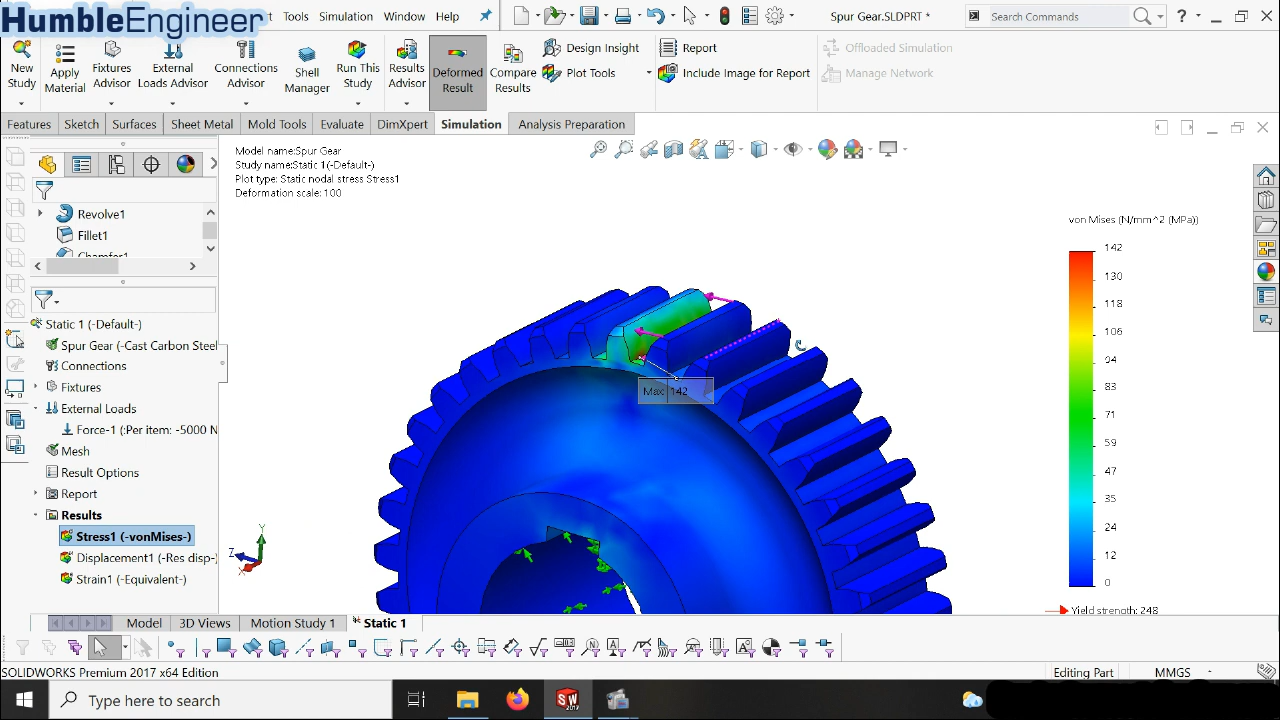 HumbleEngineer
Tools Simulation Window Help
Spur Gear.SLDPRT *
Search Commands
New Study
Apply Material
Fixtures Advisor
External Loads Advisor
Connections Advisor
Shell Manager
Run This Study
Results Advisor
Deformed Result
Compare Results
Design Insight
Plot Tools
Report
Include Image for Report
Offloaded Simulation
Manage Network
Features Sketch Surfaces Sheet Metal Mold Tools Evaluate DimXpert Simulation Analysis Preparation
Model name:Spur Gear
Study name:Static 1(-Default-)
Plot type: Static nodal stress Stress1
Deformation scale: 100
Revolve1
Fillet1
Chamfer1
Static 1 (-Default-)
Spur Gear (-Cast Carbon Steel
Connections
Fixtures
External Loads
Force-1 (:Per item: -5000 N
Mesh
Result Options
Report
Results
Stress1 (-vonMises-)
Displacement1 (-Res disp-)
Strain1 (-Equivalent-)
Max: 142
Y
Z
X
von Mises (N/mm^2 (MPa))
142
130
118
106
94
83
71
59
47
35
24
12
0
Yield strength: 248
Model 3D Views Motion Study 1 Static 1
SOLIDWORKS Premium 2017 x64 Edition
Editing Part
MMGS
Type here to search
SW
2017